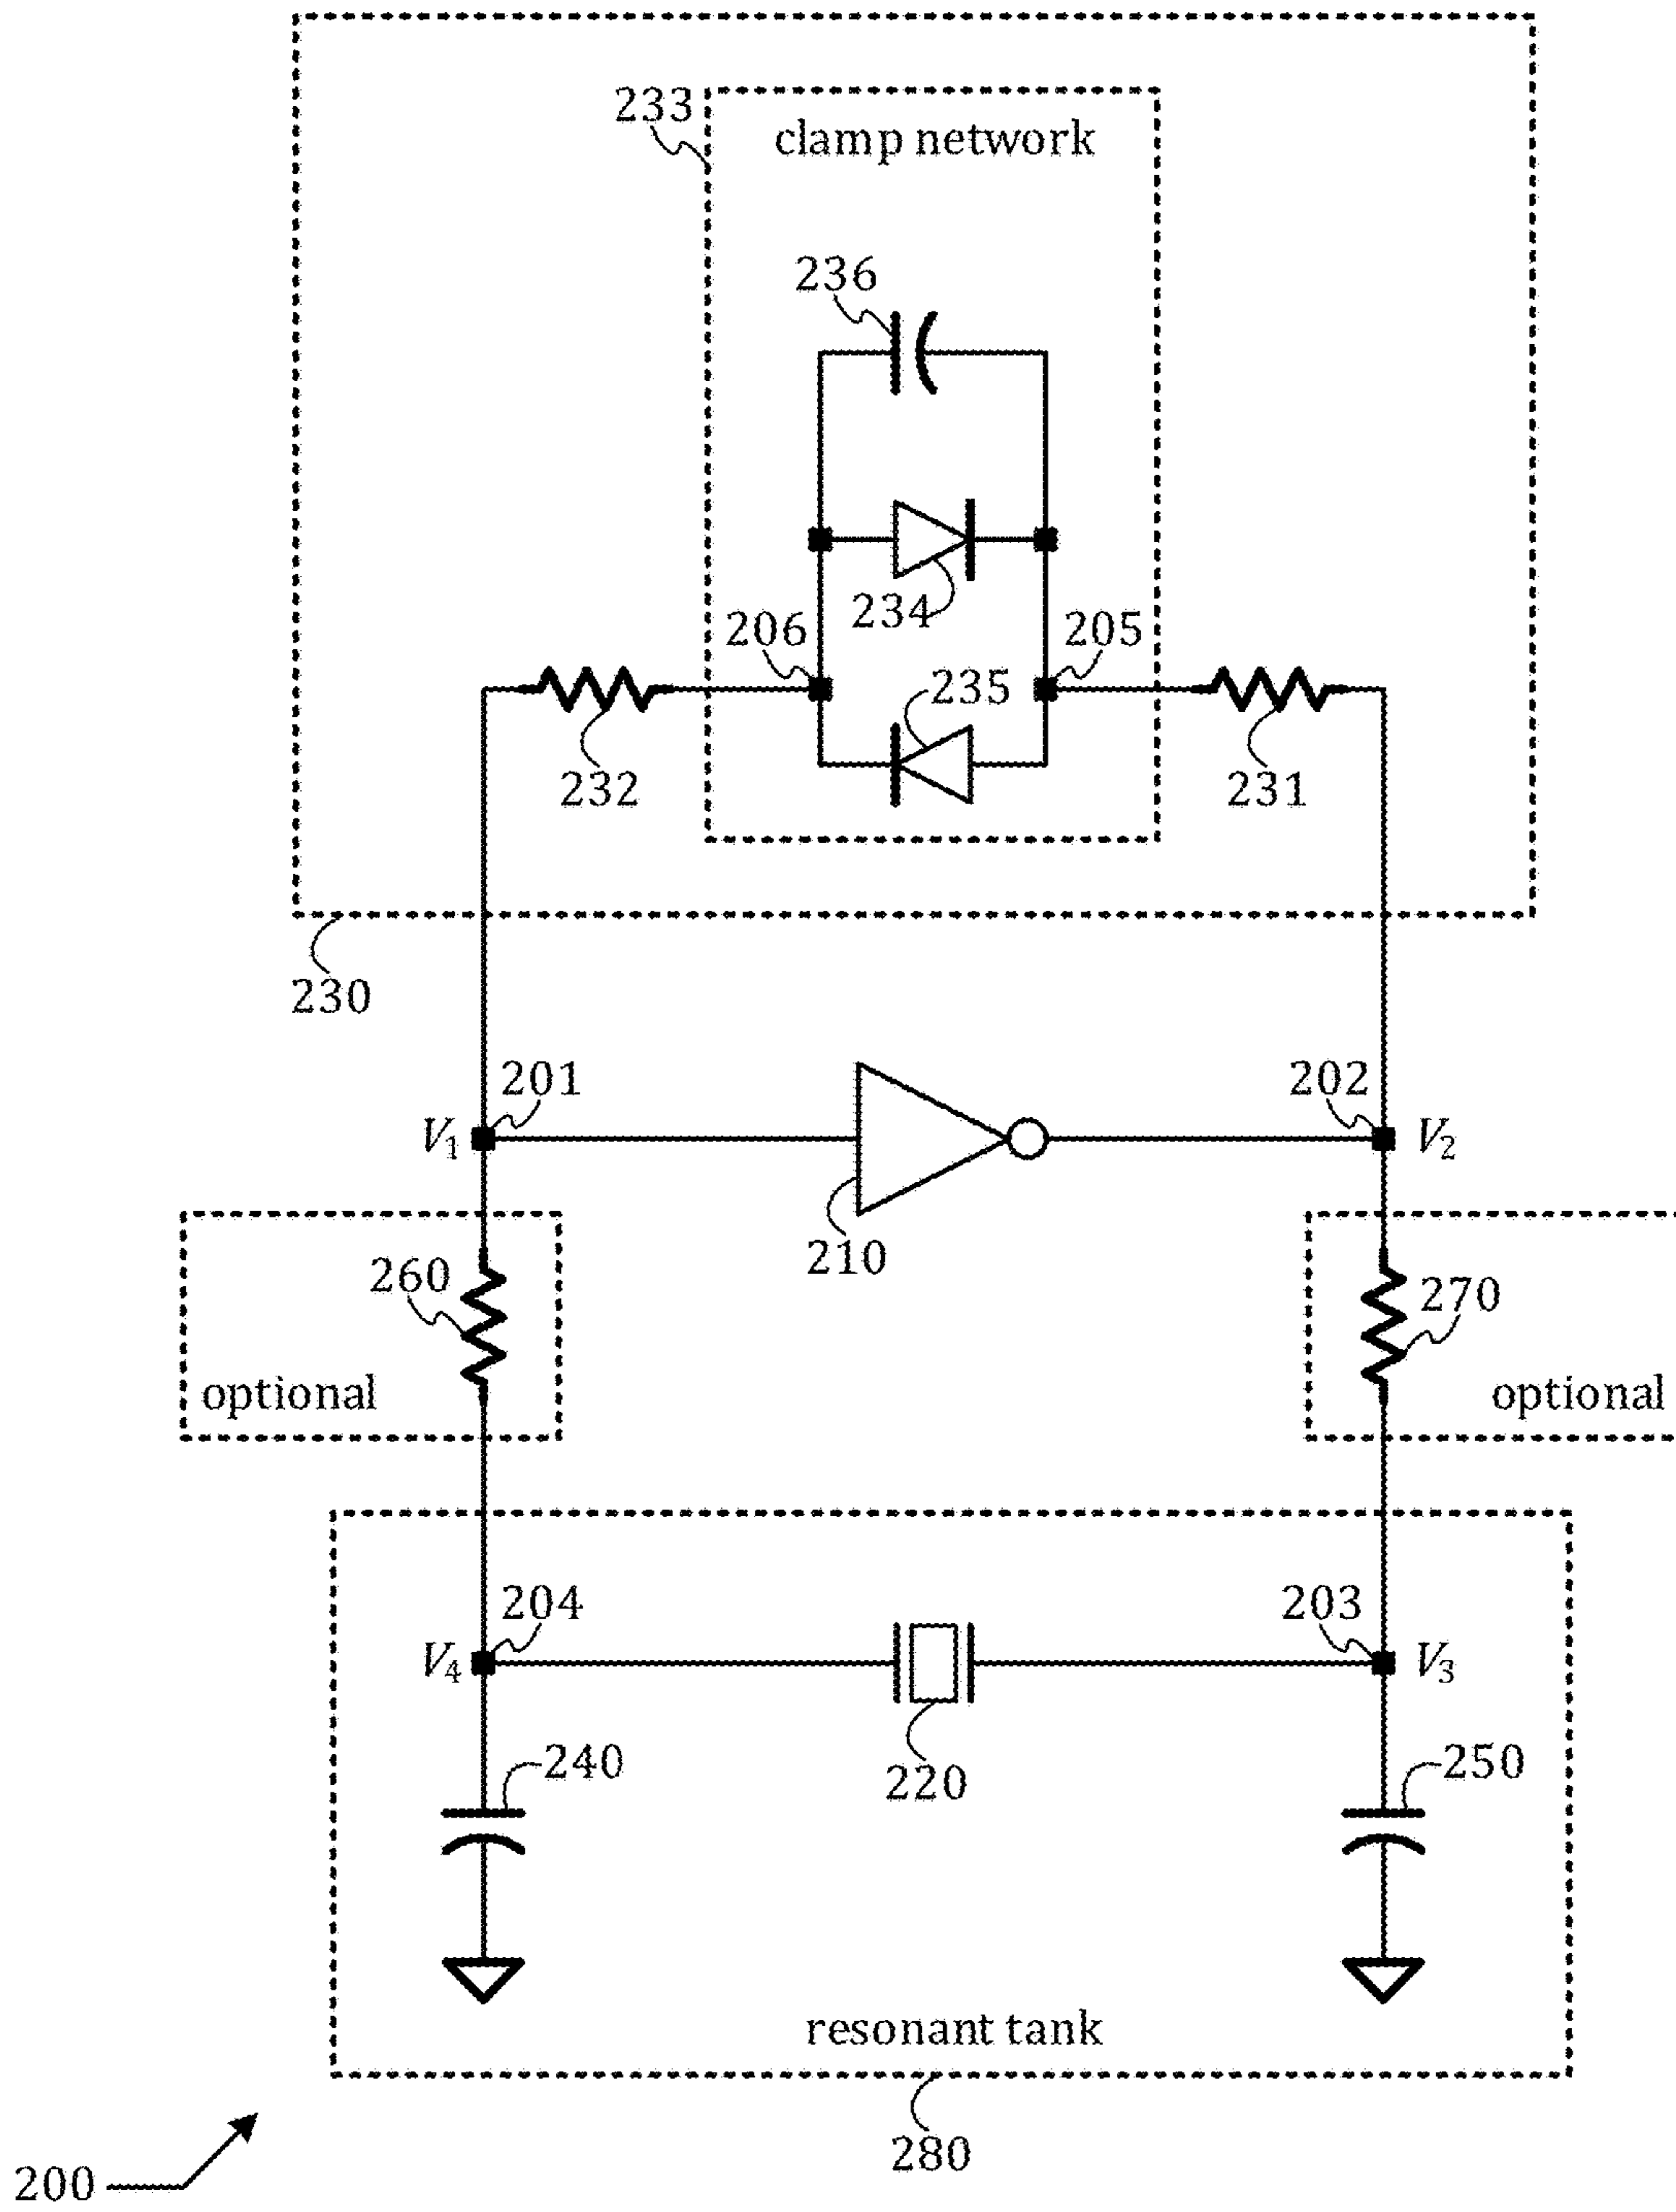 233
clamp network
236
234
206
205
235
232
231
230
201
202
V1
V2
210
260
270
optional
optional
204
203
V4
V3
240
250
220
resonant tank
280
200